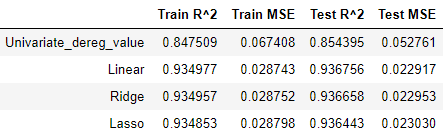 Train R^2 Train MSE Test R^2 Test MSE
Univariate_dereg_value 0.847509 0.067408 0.854395 0.052761
Linear 0.934977 0.028743 0.936756 0.022917
Ridge 0.934957 0.028752 0.936658 0.022953
Lasso 0.934853 0.028798 0.936443 0.023030